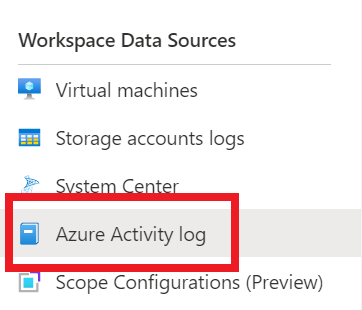 Workspace Data Sources
Virtual machines
Storage accounts logs
System Center
Azure Activity log
Scope Configurations (Preview)